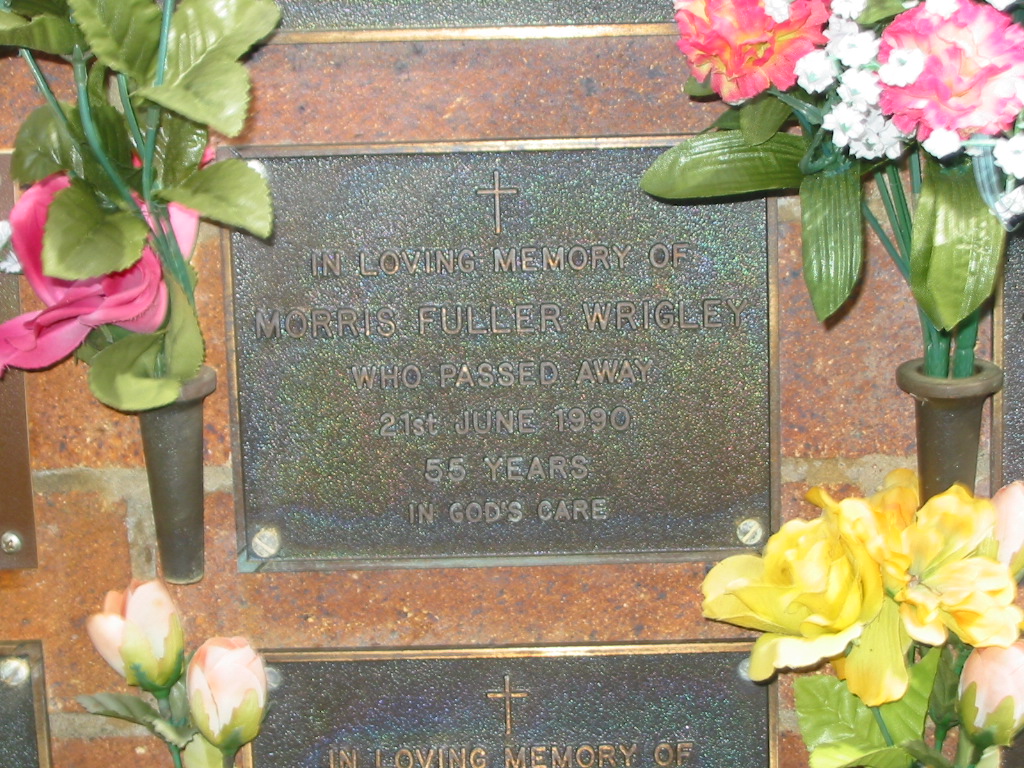 IN LOVING MEMORY OF
MORRIS FULLER WRIGLEY
WHO PASSED AWAY
21st JUNE 1990
55 YEARS
IN GOD'S CARE
IN LOVING MEMORY OF